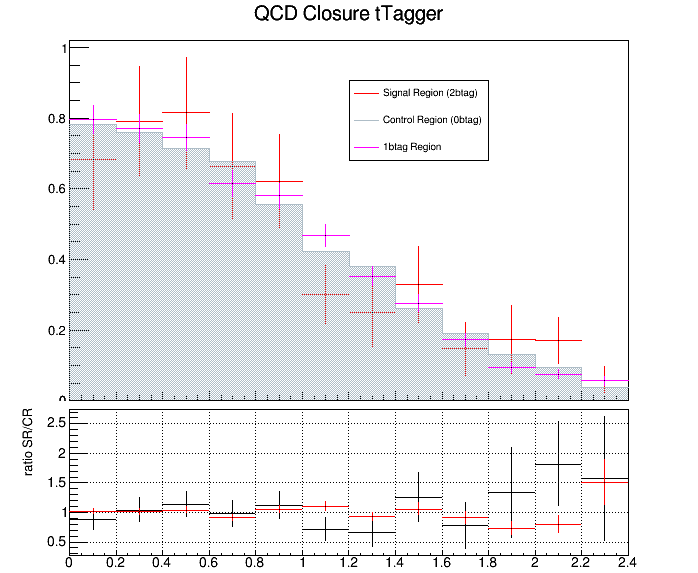 QCD Closure tTagger
1
0.8
0.6
0.4
0.2
0
Signal Region (2btag)
Control Region (0btag)
1btag Region
ratio SR/CR
2.5
2
1.5
1
0.5
0 0.2 0.4 0.6 0.8 1 1.2 1.4 1.6 1.8 2 2.2 2.4